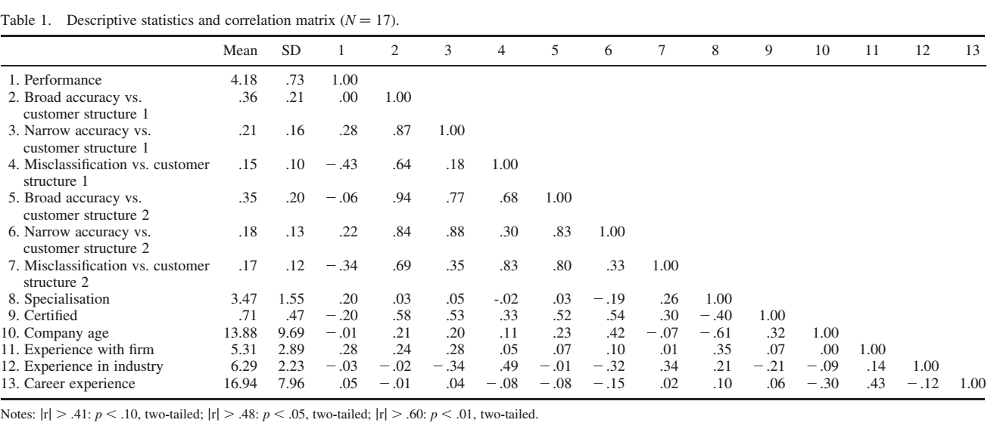 Table 1. Descriptive statistics and correlation matrix (N = 17).
Mean SD 1 2 3 4 5 6 7 8 9 10 11 12 13
1. Performance 4.18 .73 1.00
2. Broad accuracy vs. .36 .21 .00 1.00
customer structure 1
3. Narrow accuracy vs. .21 .16 .28 .87 1.00
customer structure 1
4. Misclassification vs. customer .15 .10 −.43 .64 .18 1.00
structure 1
5. Broad accuracy vs. .35 .20 −.06 .94 .77 .68 1.00
customer structure 2
6. Narrow accuracy vs. .18 .13 .22 .84 .88 .30 .83 1.00
customer structure 2
7. Misclassification vs. customer .17 .12 −.34 .69 .35 .83 .80 .33 1.00
structure 2
8. Specialisation 3.47 1.55 .20 .03 .05 -.02 .03 −.19 .26 1.00
9. Certified .71 .47 −.20 .58 .53 .33 .52 .54 .30 −.40 1.00
10. Company age 13.88 9.69 −.01 .21 .20 .11 .23 .42 −.07 −.61 .32 1.00
11. Experience with firm 5.31 2.89 .28 .24 .28 .05 .07 .10 .01 .35 .07 .00 1.00
12. Experience in industry 6.29 2.23 −.03 −.02 −.34 .49 −.01 −.32 .34 .21 −.21 −.09 .14 1.00
13. Career experience 16.94 7.96 .05 −.01 .04 −.08 −.08 −.15 .02 .10 .06 −.30 .43 −.12 1.00
Notes: |r| > .41: p < .10, two-tailed; |r| > .48: p < .05, two-tailed; |r| > .60: p < .01, two-tailed.